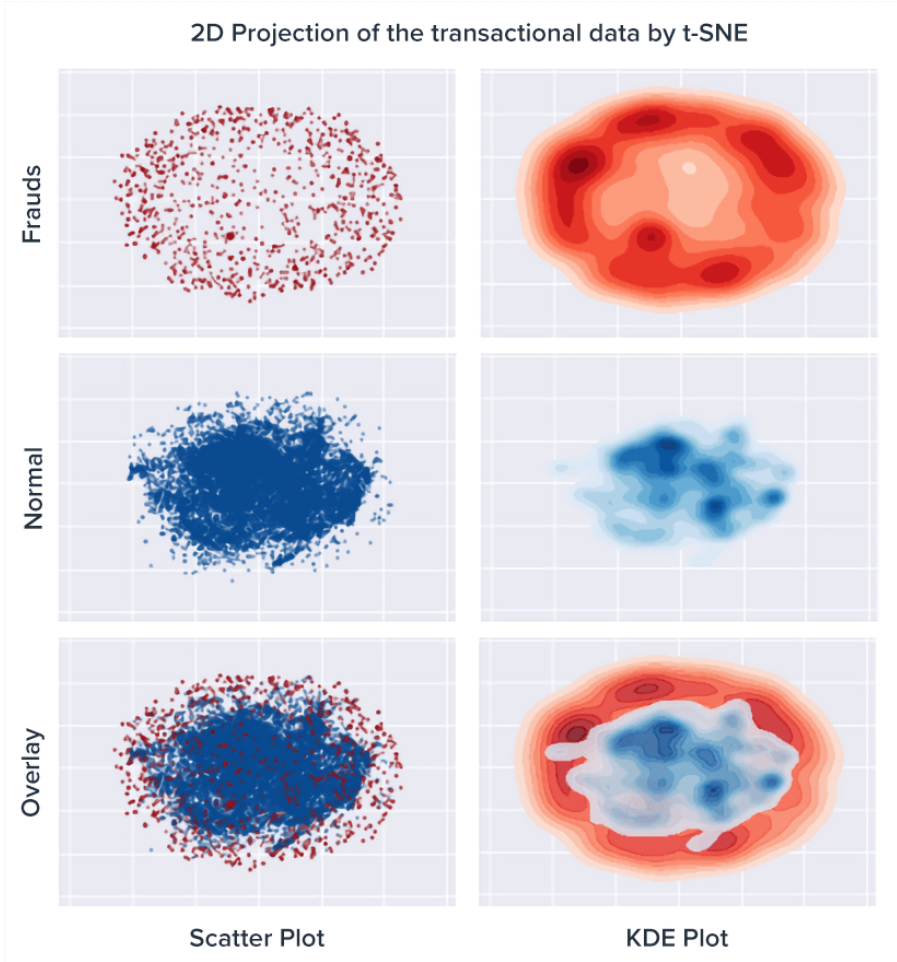 2D Projection of the transactional data by t-SNE
Frauds
Normal
Overlay
Scatter Plot
KDE Plot